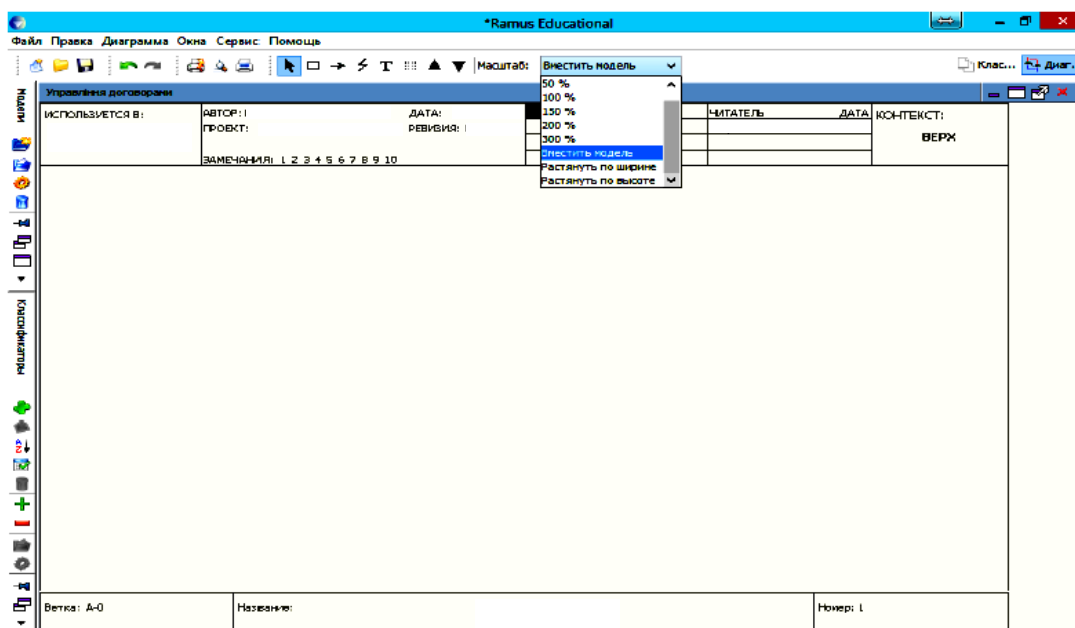 *Ramus Educational
Файл Правка Диаграмма Окна Сервис Помощь
T Масштаб: Вместить модель Клас... Диаг.
Модели
Управління договорами
50 %
100 %
150 %
200 %
300 %
Вместить модель
Растянуть по ширине
Растянуть по высоте
ИСПОЛЬЗУЕТСЯ В: АВТОР: ДАТА: ЧИТАТЕЛЬ ДАТА КОНТЕКСТ:
ПРОЕКТ: РЕВИЗИЯ: ВЕРХ
ЗАМЕЧАНИЯ: 1 2 3 4 5 6 7 8 9 10
Классификаторы
Ветка: A-0 Название: Номер: 1